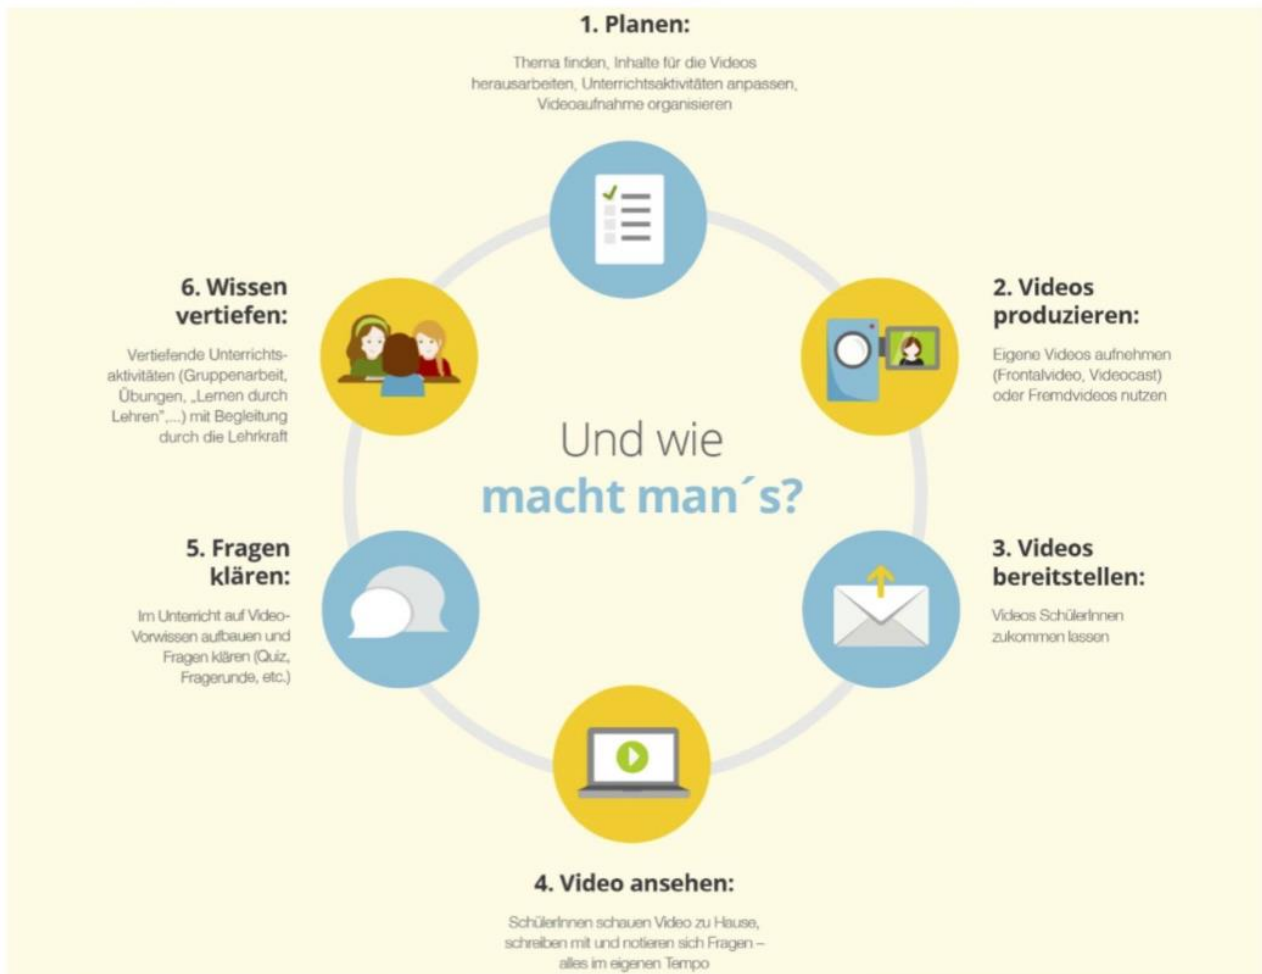 1. Planen:
Thema finden, Inhalte für die Videos
herausarbeiten, Unterrichtsaktivitäten anpassen,
Videoaufnahme organisieren
2. Videos
produzieren:
Eigene Videos aufnehmen
(Frontalvideo, Videocast)
oder Fremdvideos nutzen
3. Videos
bereitstellen:
Videos SchülerInnen
zukommen lassen
4. Video ansehen:
SchülerInnen schauen Video zu Hause,
schreiben mit und notieren sich Fragen –
alles im eigenen Tempo
5. Fragen
klären:
Im Unterricht auf Video-
Vorwissen aufbauen und
Fragen klären (Quiz,
Fragerunde, etc.)
6. Wissen
vertiefen:
Vertiefende Unterrichts-
aktivitäten (Gruppenarbeit,
Übungen, „Lernen durch
Lehren“,...) mit Begleitung
durch die Lehrkraft
Und wie
macht man´s?